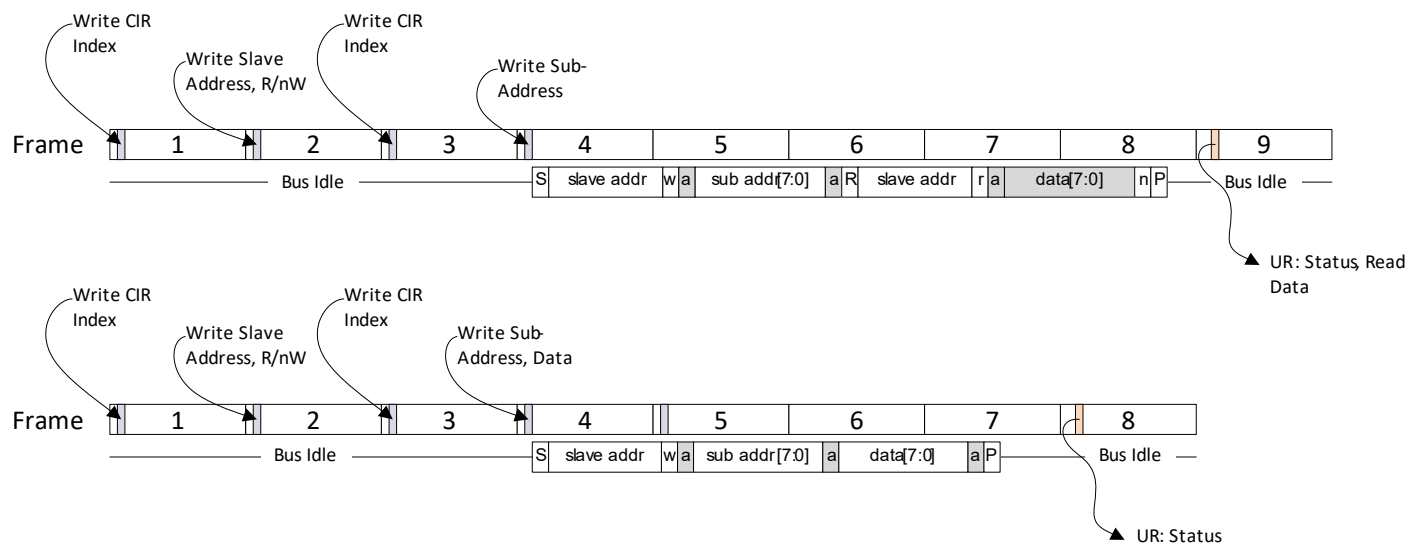 Write CIR
Index
Write Slave
Address, R/nW
Write CIR
Index
Write Sub-
Address
Frame 1 2 3 4 5 6 7 8 9
Bus Idle S slave addr w a sub addr[7:0] a R slave addr r a data[7:0] n P Bus Idle
UR: Status, Read
Data
Write CIR
Index
Write Slave
Address, R/nW
Write CIR
Index
Write Sub-
Address, Data
Frame 1 2 3 4 5 6 7 8
Bus Idle S slave addr w a sub addr[7:0] a data[7:0] a P Bus Idle
UR: Status